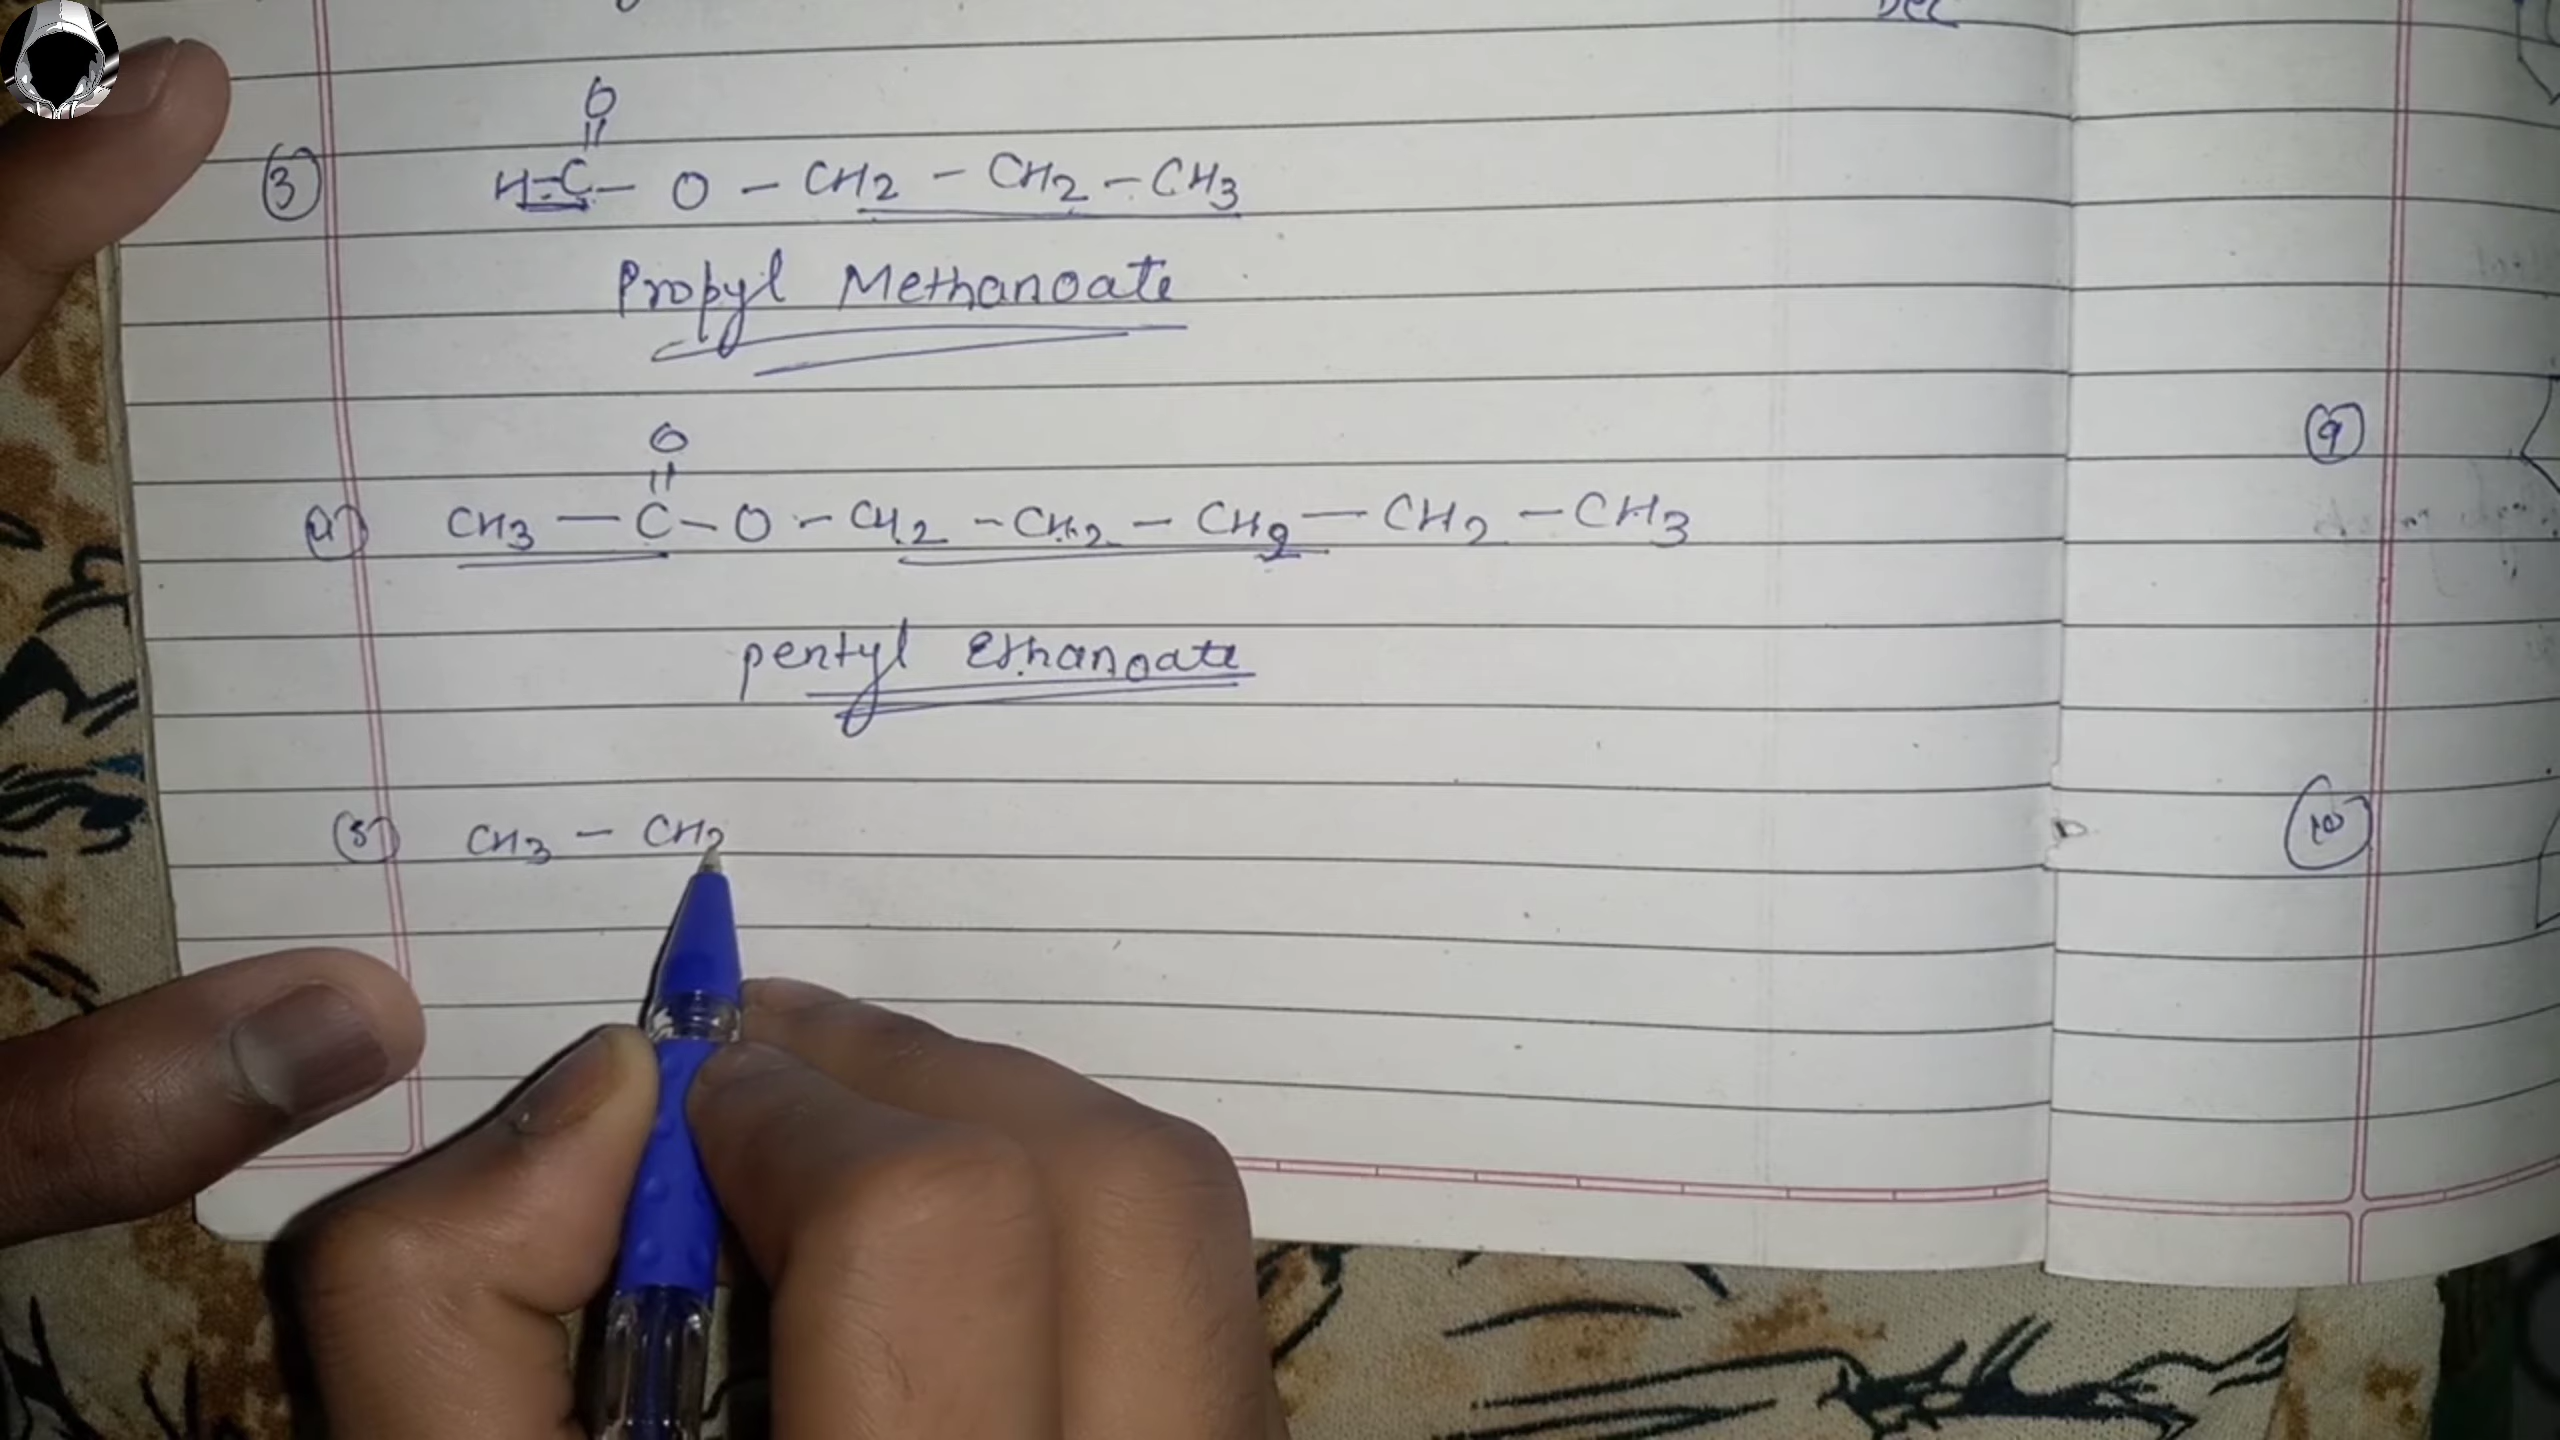 ③
O
||
H-C- O - CH2 - CH2 - CH3
Propyl Methanoate
O
||
④ CH3 — C - O - CH2 - CH2 - CH2 — CH2 - CH3
pentyl Ethanoate
⑤ CH3 - CH2
⑨
⑩